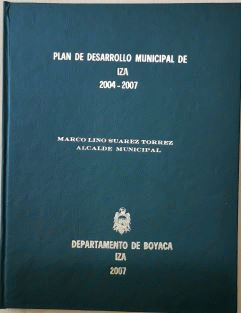 PLAN DE DESARROLLO MUNICIPAL DE
IZA
2004-2007
MARCO LINO SUAREZ TORREZ
ALCALDE MUNICIPAL
DEPARTAMENTO DE BOYACA
IZA
2007